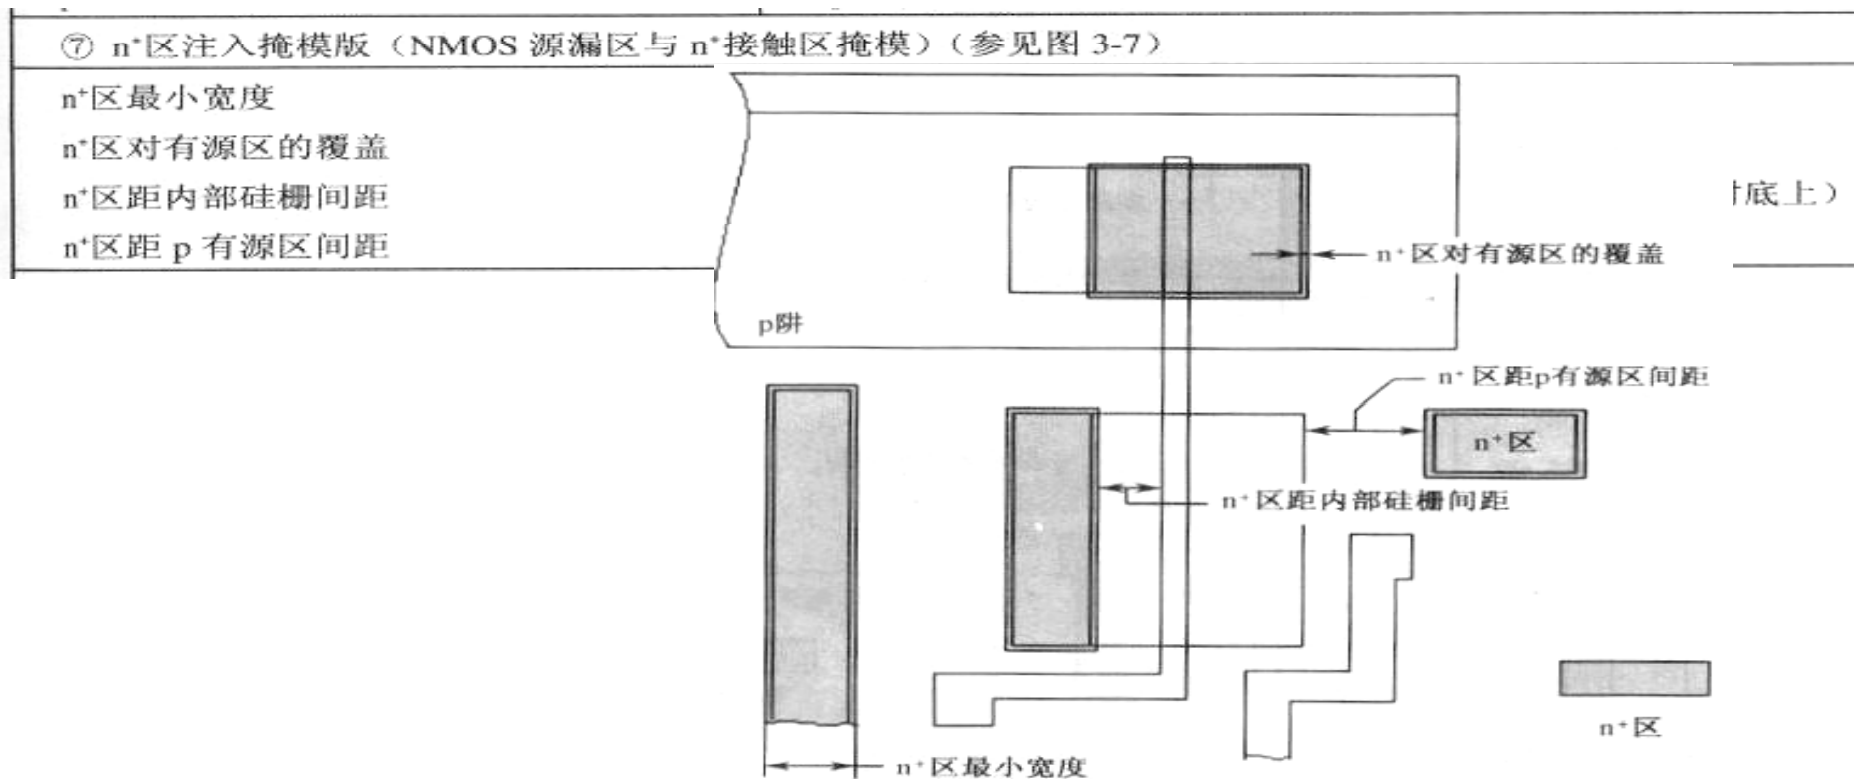 ⑦ n⁺区注入掩模版（NMOS 源漏区与 n⁺接触区掩模）（参见图 3-7）
n⁺区最小宽度
n⁺区对有源区的覆盖
n⁺区距内部硅栅间距
n⁺区距 p 有源区间距
底上）
n⁺区对有源区的覆盖
p阱
n⁺区距p有源区间距
n⁺区
n⁺区距内部硅栅间距
n⁺区
n⁺区最小宽度